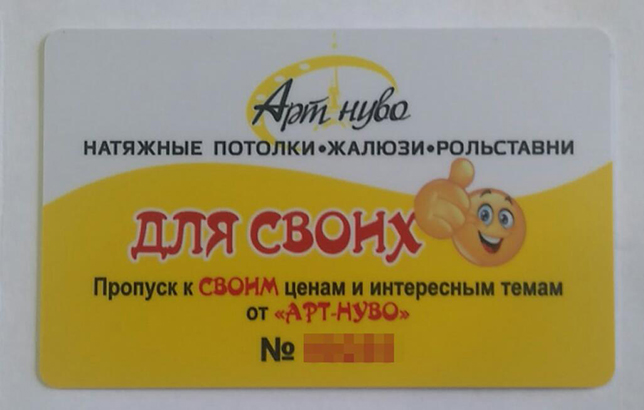 Арт нуво
НАТЯЖНЫЕ ПОТОЛКИ•ЖАЛЮЗИ•РОЛЬСТАВНИ
ДЛЯ СВОИХ
Пропуск к СВОИМ ценам и интересным темам
от «АРТ-НУВО»
№